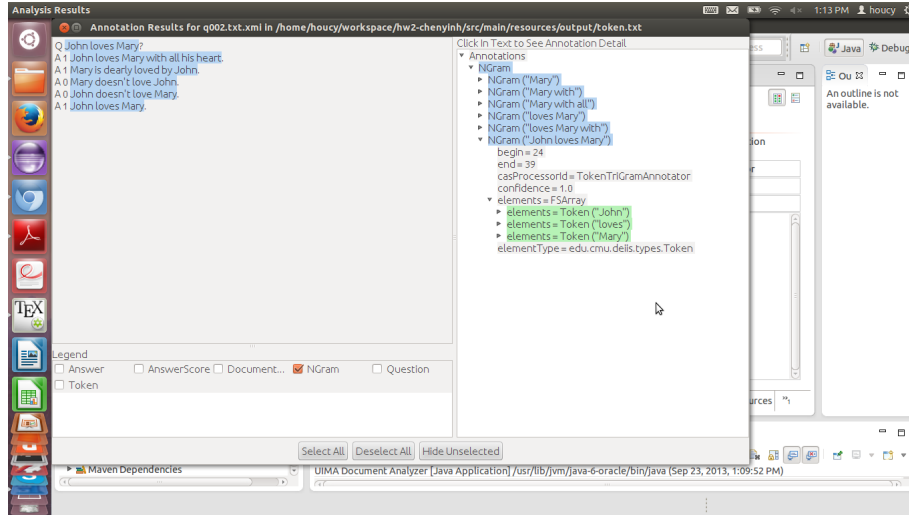 Analysis Results
1:13 PM houcy
Annotation Results for q002.txt.xmi in /home/houcy/workspace/hw2-chenyinh/src/main/resources/output/token.txt
Q John loves Mary?
A 1 John loves Mary with all his heart.
A 1 Mary is dearly loved by John.
A 0 Mary doesn't love John.
A 0 John doesn't love Mary.
A 1 John loves Mary.
Click In Text to See Annotation Detail
Annotations
NGram
NGram ("Mary")
NGram ("Mary with")
NGram ("Mary with all")
NGram ("loves Mary")
NGram ("loves Mary with")
NGram ("John loves Mary")
begin = 24
end = 39
casProcessorId = TokenTriGramAnnotator
confidence = 1.0
elements = FSArray
elements = Token ("John")
elements = Token ("loves")
elements = Token ("Mary")
elementType = edu.cmu.deiis.types.Token
Legend
Answer AnswerScore Document... NGram Question
Token
Select All Deselect All Hide Unselected
ess
Java Debug
Ou
An outline is not
available.
tion
r
urces
Maven Dependencies
UIMA Document Analyzer [Java Application] /usr/lib/jvm/java-6-oracle/bin/java (Sep 23, 2013, 1:09:52 PM)
TEX